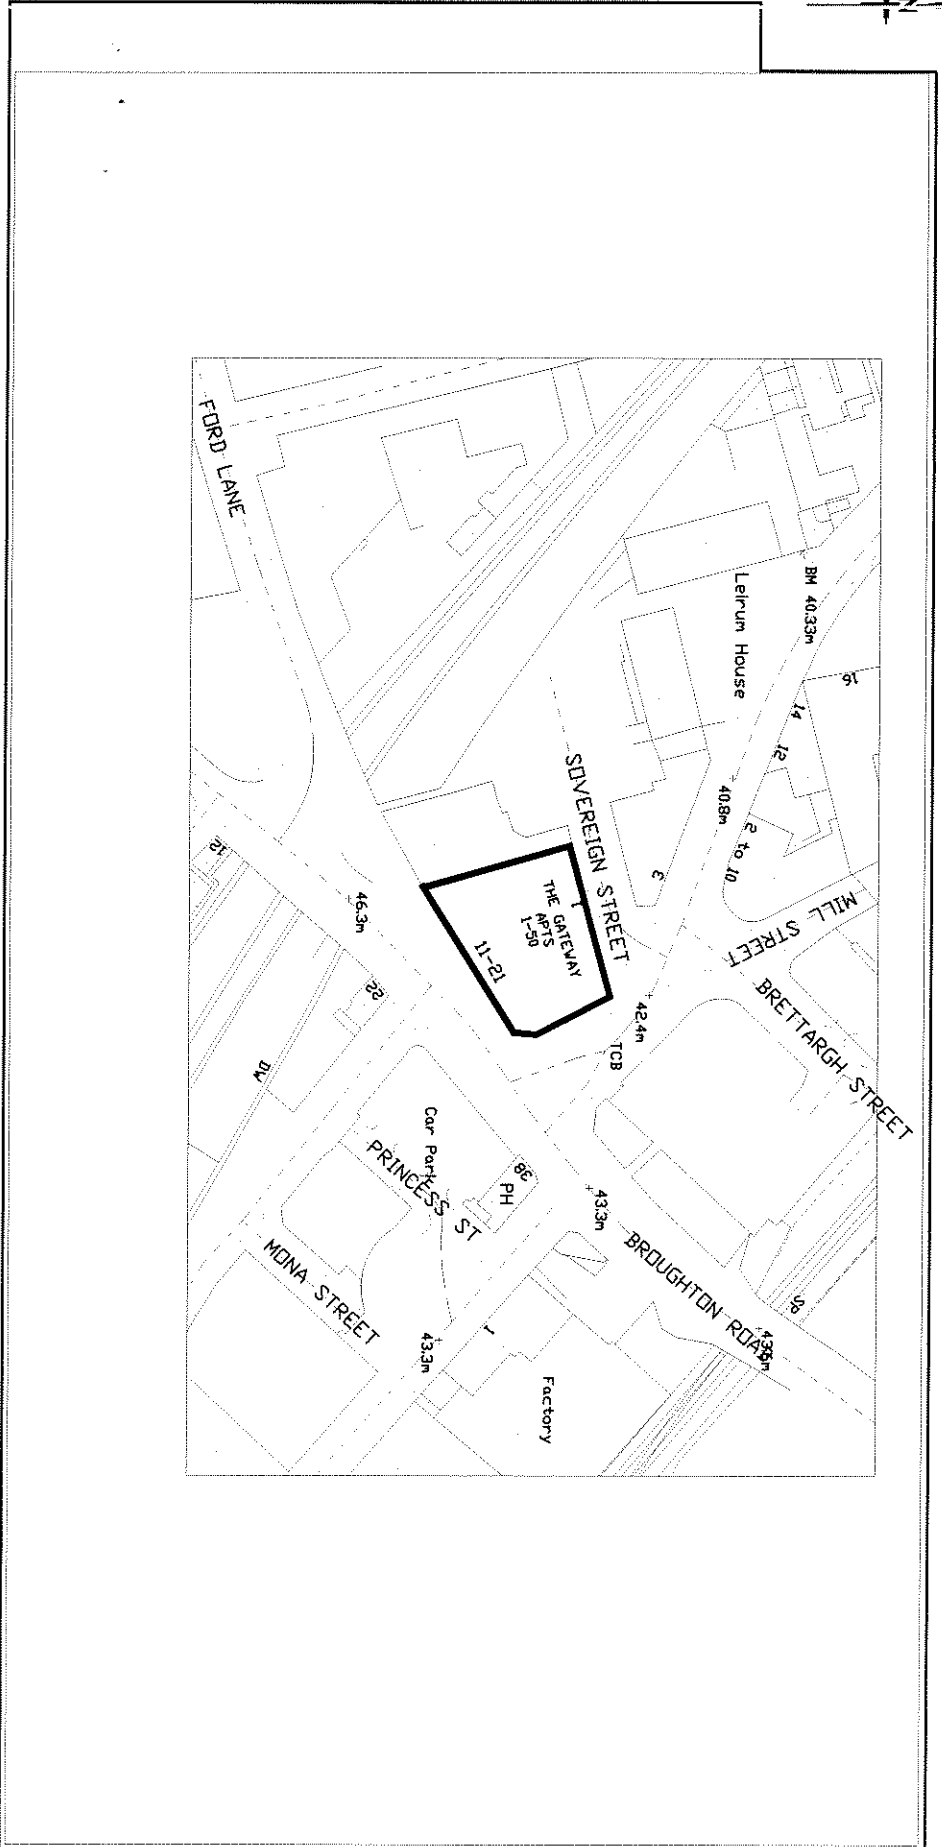 BM 40.33m
Leirum House
16
14
12
2 to 10
40.8m
MILL STREET
BRETTARGH STREET
SOVEREIGN STREET
3
42.4m
TCB
1
THE GATEWAY
APTS
1-50
11-21
FORD LANE
12
46.3m
22
Car Park
PRINCESS ST
38
PH
43.3m
BROUGHTON ROAD
MONA STREET
43.3m
1
Factory